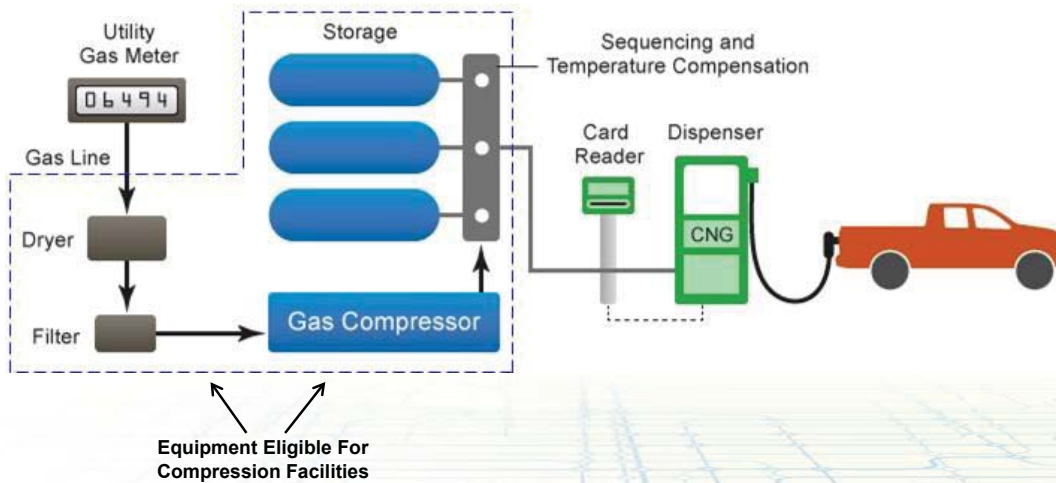 Utility
Gas Meter
06494
Gas Line
Dryer
Filter
Storage
Gas Compressor
Sequencing and
Temperature Compensation
Card
Reader
Dispenser
CNG
Equipment Eligible For
Compression Facilities